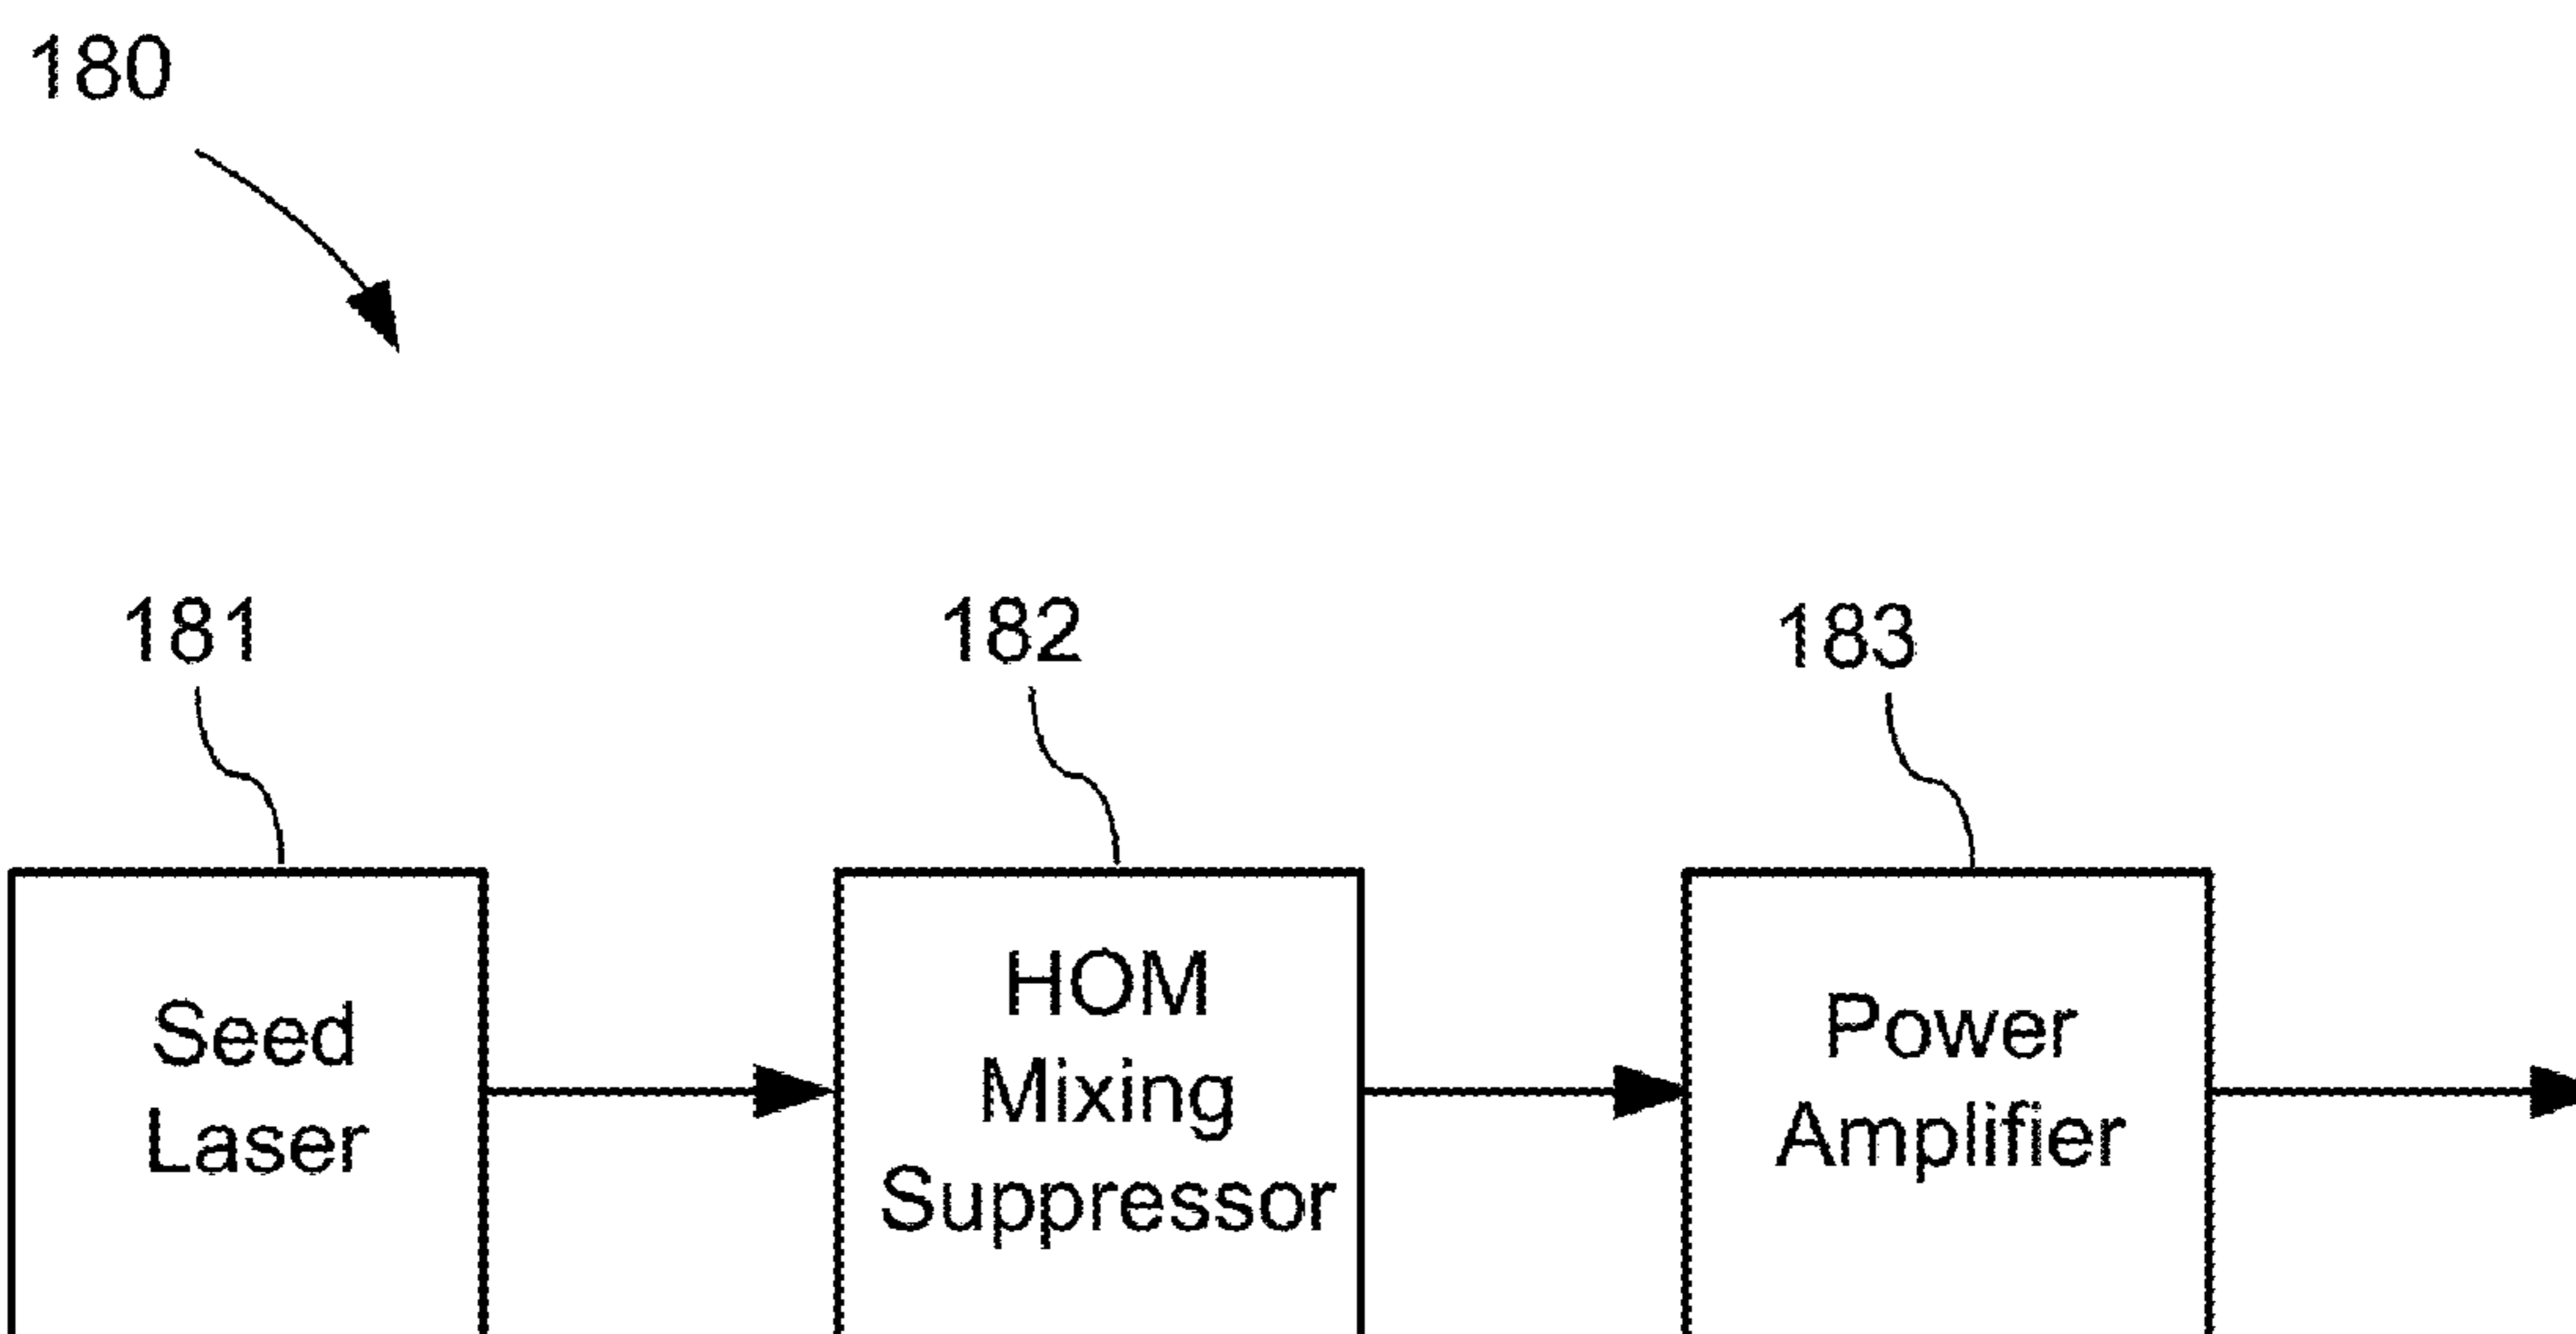 180
181
182
183
Seed
Laser
HOM
Mixing
Suppressor
Power
Amplifier